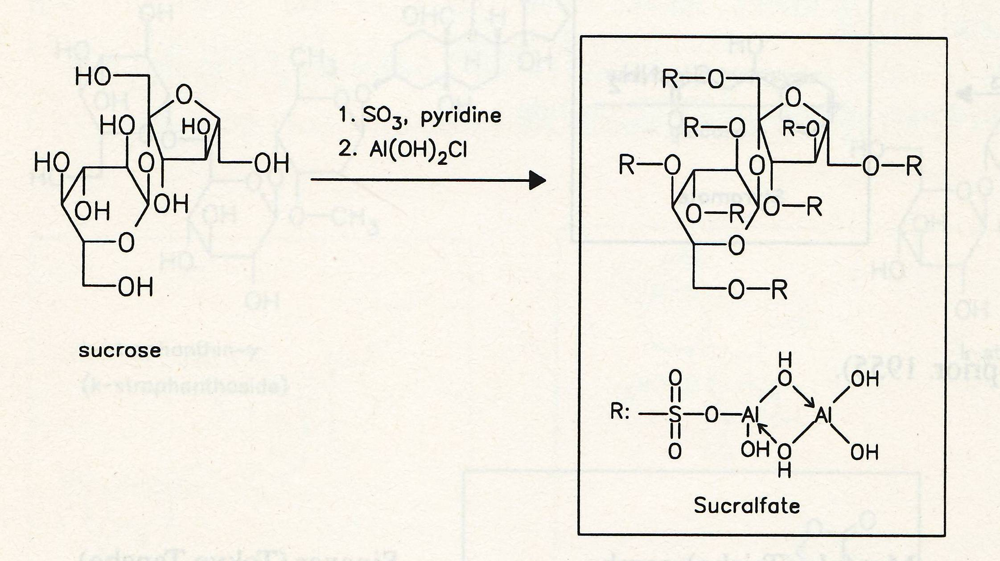 HO
O
HO
HO
HO
O
OH
OH
OH
O
OH
sucrose
1. SO₃, pyridine
2. Al(OH)₂Cl
R—O
O
R—O
R-O
R—O
O
O—R
O—R
O—R
O
O—R
H
O
O
OH
R: —S—O—Al
Al
O
OH
O
H
OH
Sucralfate